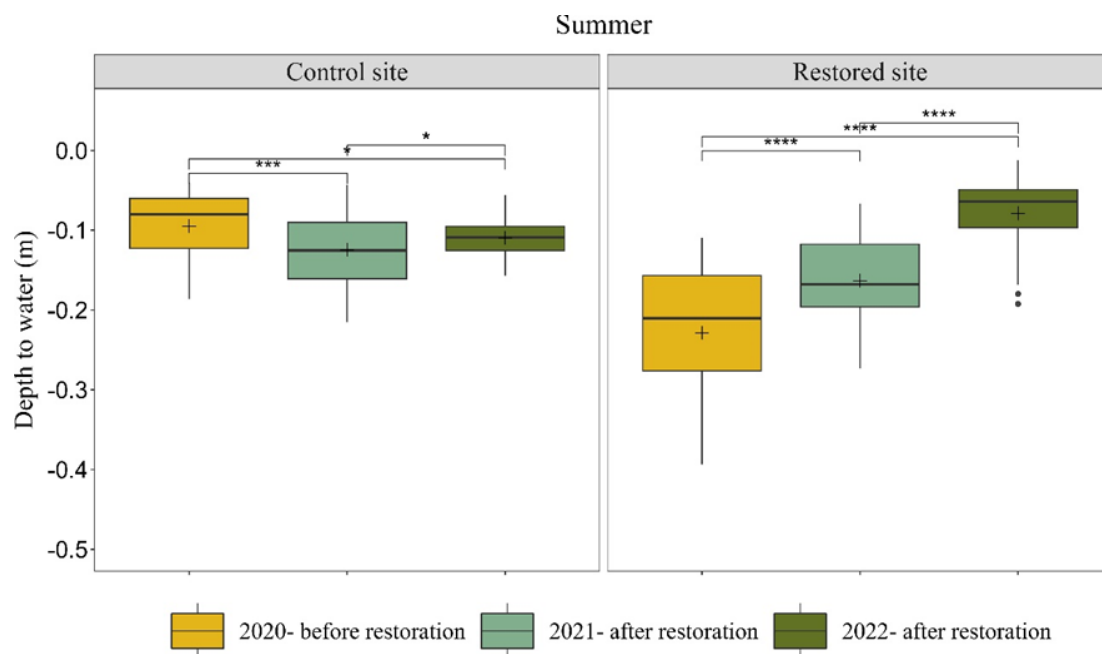 Summer
Control site
Restored site
0.0
-0.1
-0.2
-0.3
-0.4
-0.5
Depth to water (m)
***
*
*
****
****
****
2020- before restoration
2021- after restoration
2022- after restoration